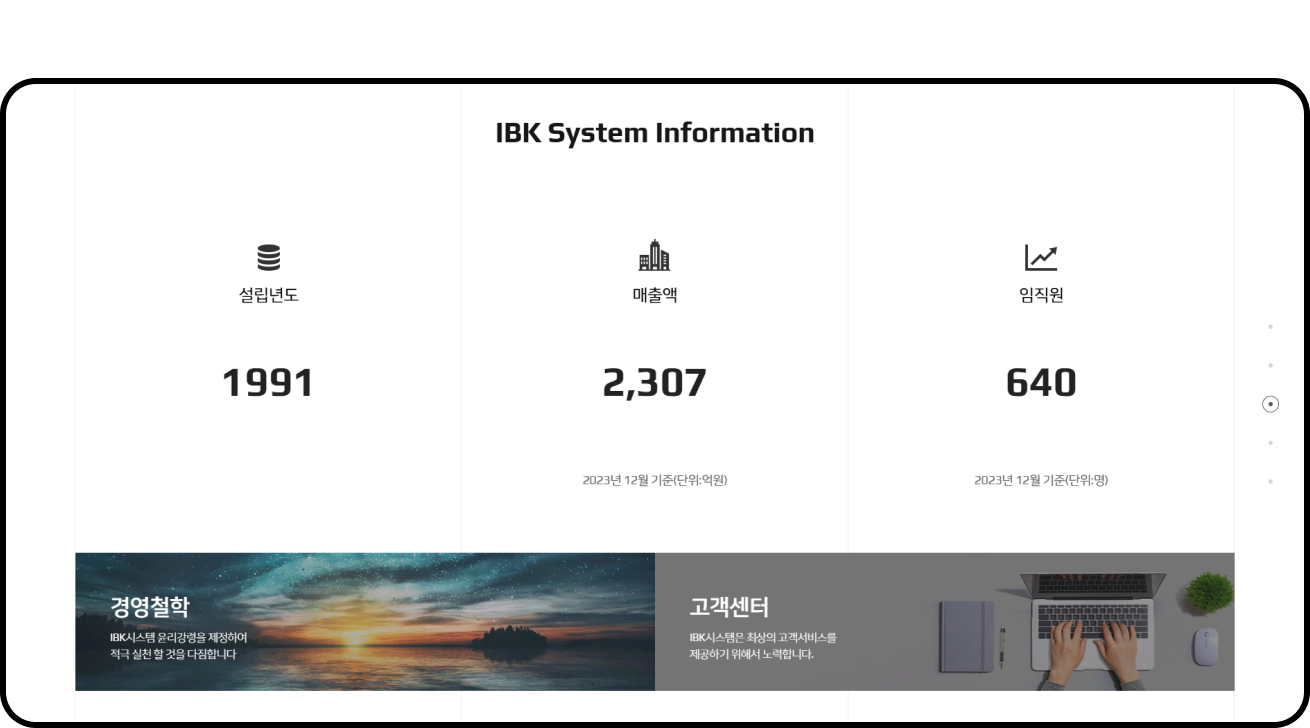 IBK System Information
설립년도
매출액
임직원
1991
2,307
640
2023년 12월 기준(단위:억원)
2023년 12월 기준(단위:명)
경영철학
IBK시스템 윤리강령을 제정하여
적극 실천 할 것을 다짐합니다
고객센터
IBK시스템은 최상의 고객서비스를
제공하기 위해서 노력합니다.